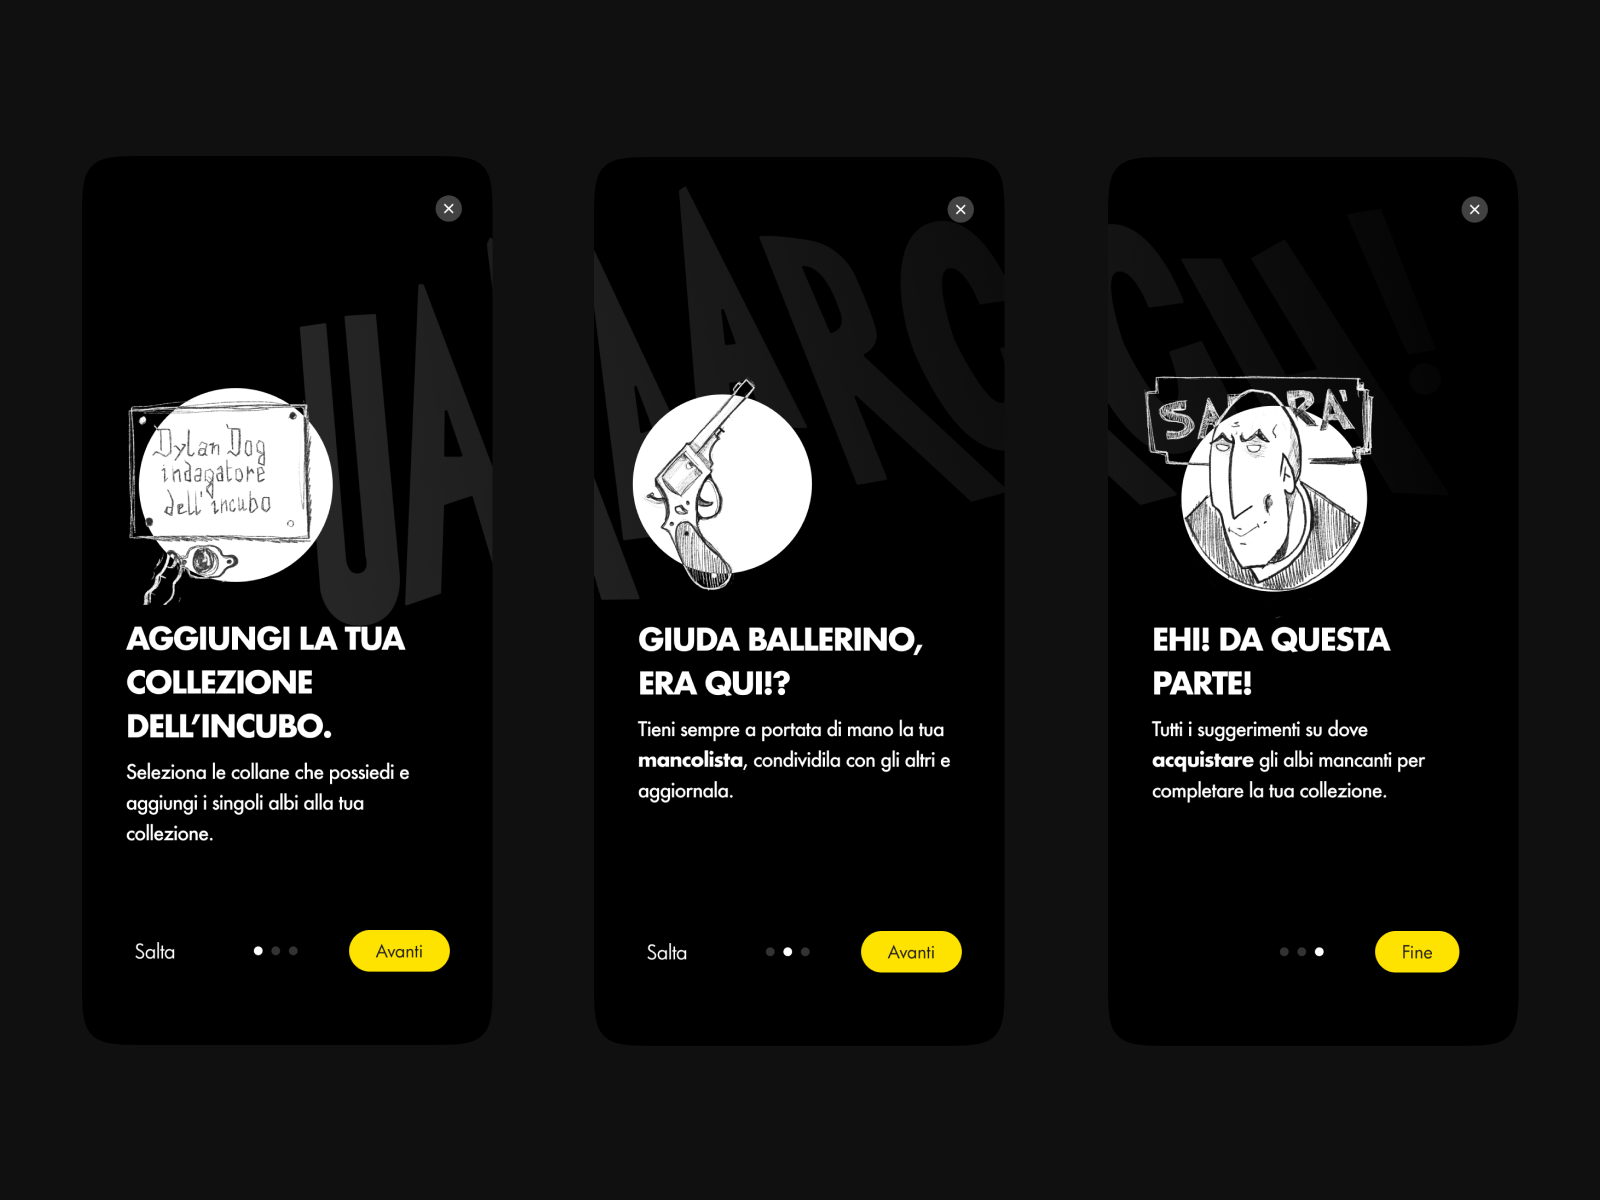 UAAARGGH!
Dylan Dog
indagatore
dell'incubo
AGGIUNGI LA TUA
COLLEZIONE
DELL'INCUBO.
Seleziona le collane che possiedi e
aggiungi i singoli albi alla tua
collezione.
Salta
Avanti
GIUDA BALLERINO,
ERA QUI!?
Tieni sempre a portata di mano la tua
mancolista, condividila con gli altri e
aggiornala.
Salta
Avanti
SA RÀ
EHI! DA QUESTA
PARTE!
Tutti i suggerimenti su dove
acquistare gli albi mancanti per
completare la tua collezione.
Fine